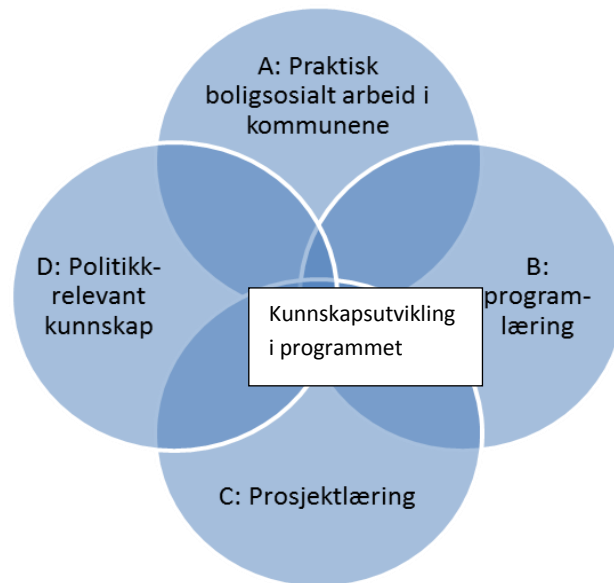 A: Praktisk
boligsosialt arbeid i
kommunene
D: Politikk-
relevant
kunnskap
B:
program-
læring
Kunnskapsutvikling
i programmet
C: Prosjektlæring